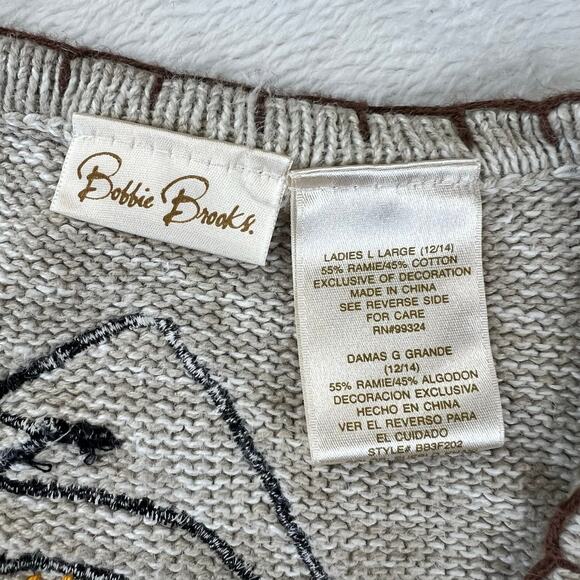 Bobbie Brooks.
LADIES L LARGE (12/14)
55% RAMIE/45% COTTON
EXCLUSIVE OF DECORATION
MADE IN CHINA
SEE REVERSE SIDE
FOR CARE
RN#99324
DAMAS G GRANDE
(12/14)
55% RAMIE/45% ALGODON
DECORACION EXCLUSIVA
HECHO EN CHINA
VER EL REVERSO PARA
EL CUIDADO
STYLE# BB3F202